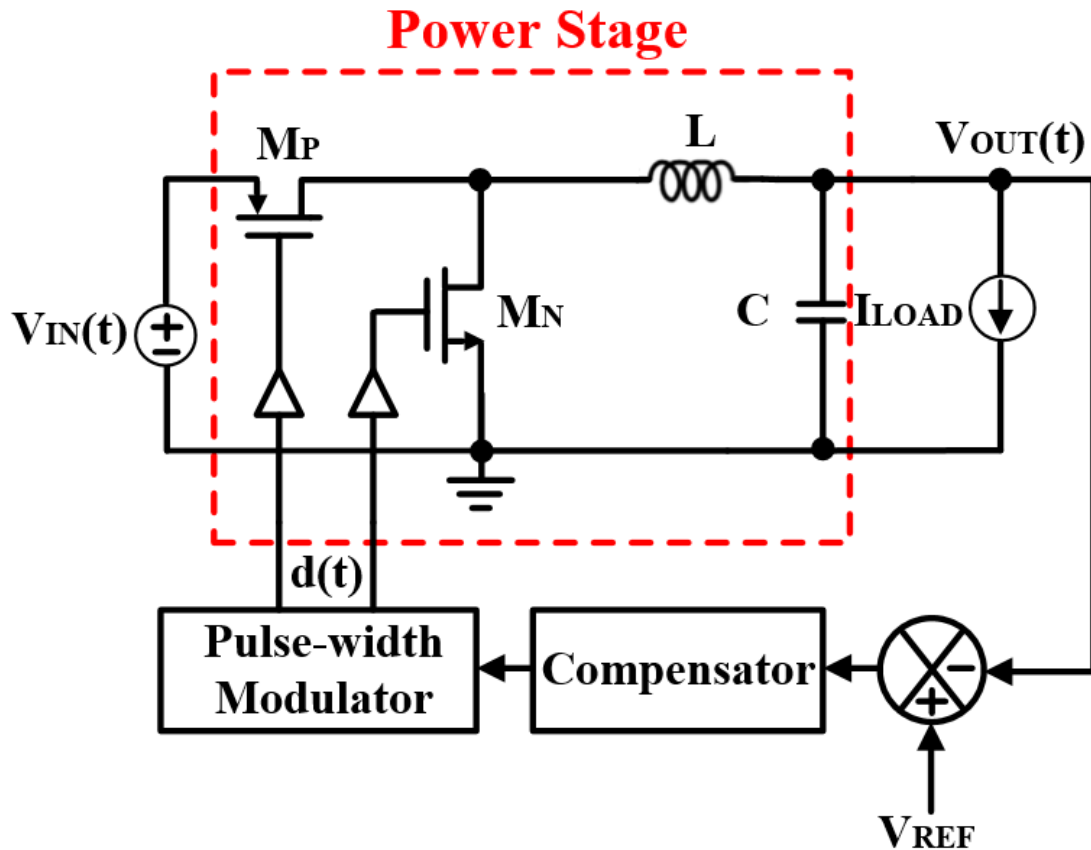 Power Stage
MP
L
VOUT(t)
VIN(t)
MN
C
ILOAD
d(t)
Pulse-width
Modulator
Compensator
VREF